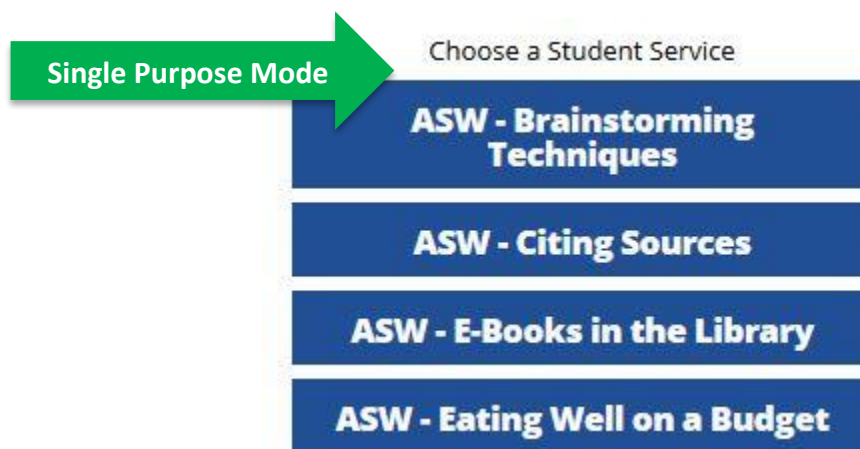 Choose a Student Service
Single Purpose Mode
ASW - Brainstorming
Techniques
ASW - Citing Sources
ASW - E-Books in the Library
ASW - Eating Well on a Budget